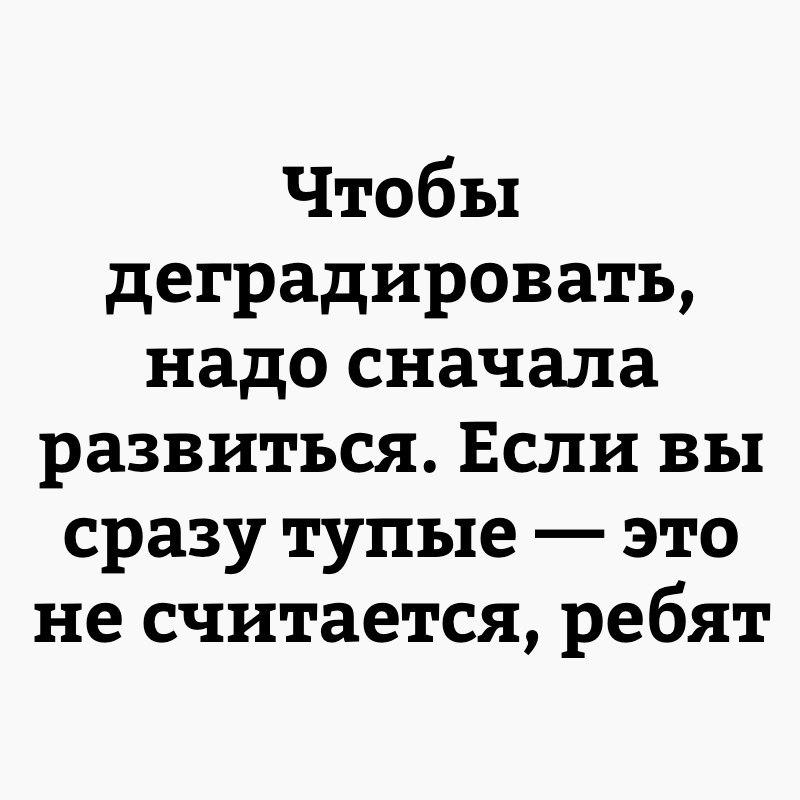 Чтобы
деградировать,
надо сначала
развиться. Если вы
сразу тупые — это
не считается, ребят